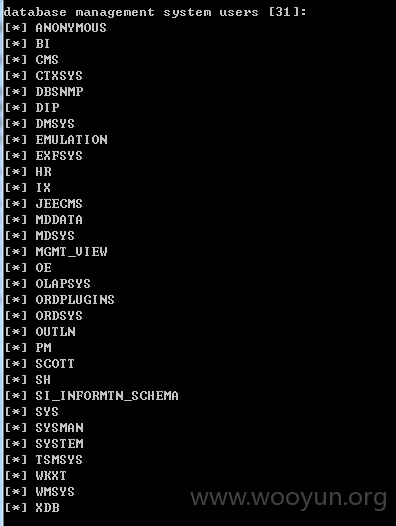 database management system users [31]:
[*] ANONYMOUS
[*] BI
[*] CMS
[*] CTXSYS
[*] DBSNMP
[*] DIP
[*] DMSYS
[*] EMULATION
[*] EXFSYS
[*] HR
[*] IX
[*] JEECMS
[*] MDDATA
[*] MDSYS
[*] MGMT_VIEW
[*] OE
[*] OLAPSYS
[*] ORDPLUGINS
[*] ORDSYS
[*] OUTLN
[*] PM
[*] SCOTT
[*] SH
[*] SI_INFORMTN_SCHEMA
[*] SYS
[*] SYSMAN
[*] SYSTEM
[*] TSMSYS
[*] WKXT
[*] WMSYS
[*] XDB
www.wooyun.org